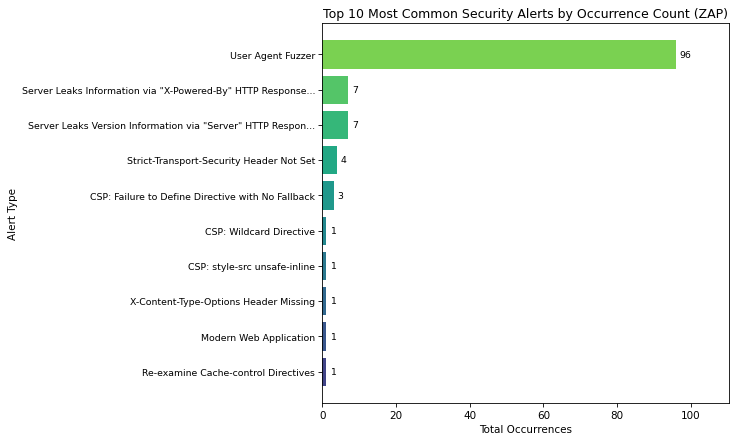 Top 10 Most Common Security Alerts by Occurrence Count (ZAP)
User Agent Fuzzer
96
Server Leaks Information via "X-Powered-By" HTTP Response...
7
Server Leaks Version Information via "Server" HTTP Respon...
7
Strict-Transport-Security Header Not Set
4
CSP: Failure to Define Directive with No Fallback
3
CSP: Wildcard Directive
1
CSP: style-src unsafe-inline
1
X-Content-Type-Options Header Missing
1
Modern Web Application
1
Re-examine Cache-control Directives
1
Alert Type
0 20 40 60 80 100
Total Occurrences